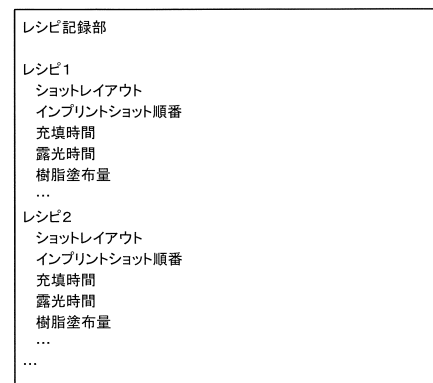 レシピ記録部
レシピ1
ショットレイアウト
インプリントショット順番
充填時間
露光時間
樹脂塗布量
…
レシピ2
ショットレイアウト
インプリントショット順番
充填時間
露光時間
樹脂塗布量
…
…